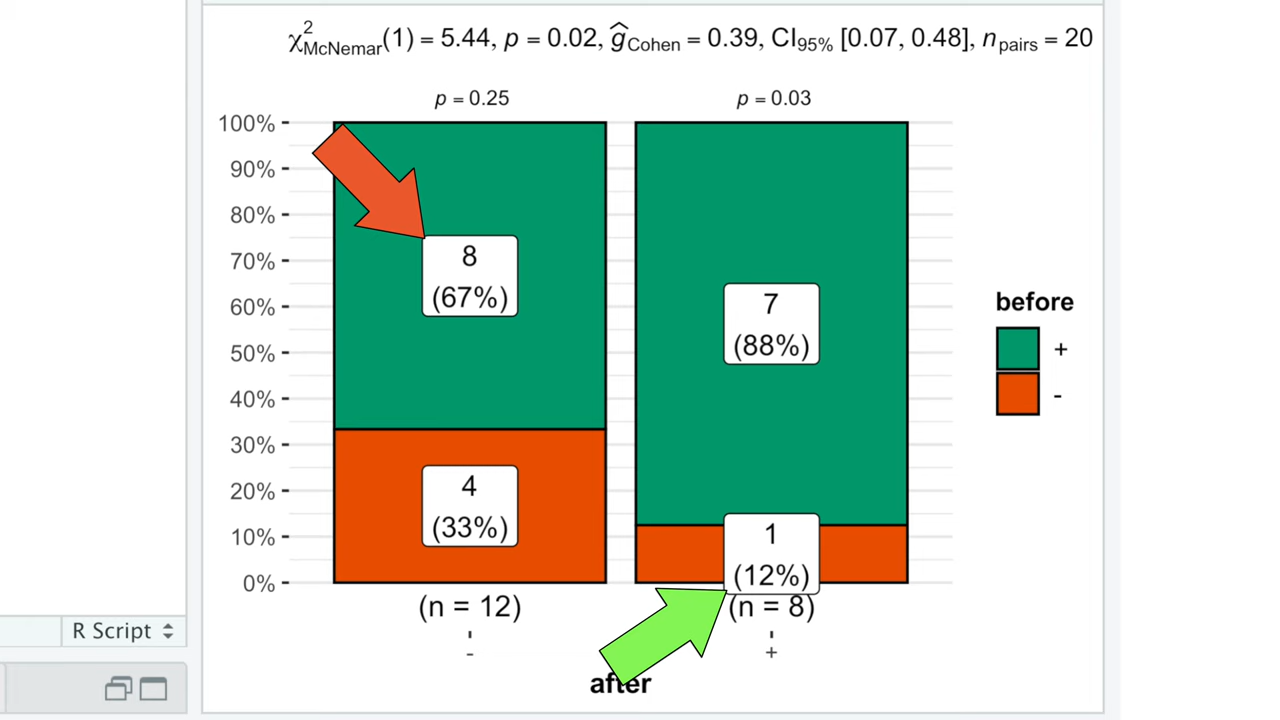 χ²McNemar(1) = 5.44, p = 0.02, ĝCohen = 0.39, CI95% [0.07, 0.48], npairs = 20
p = 0.25
p = 0.03
100%
90%
80%
70%
60%
50%
40%
30%
20%
10%
0%
8
(67%)
4
(33%)
7
(88%)
1
(12%)
(n = 12)
(n = 8)
-
+
after
before
+
-
R Script